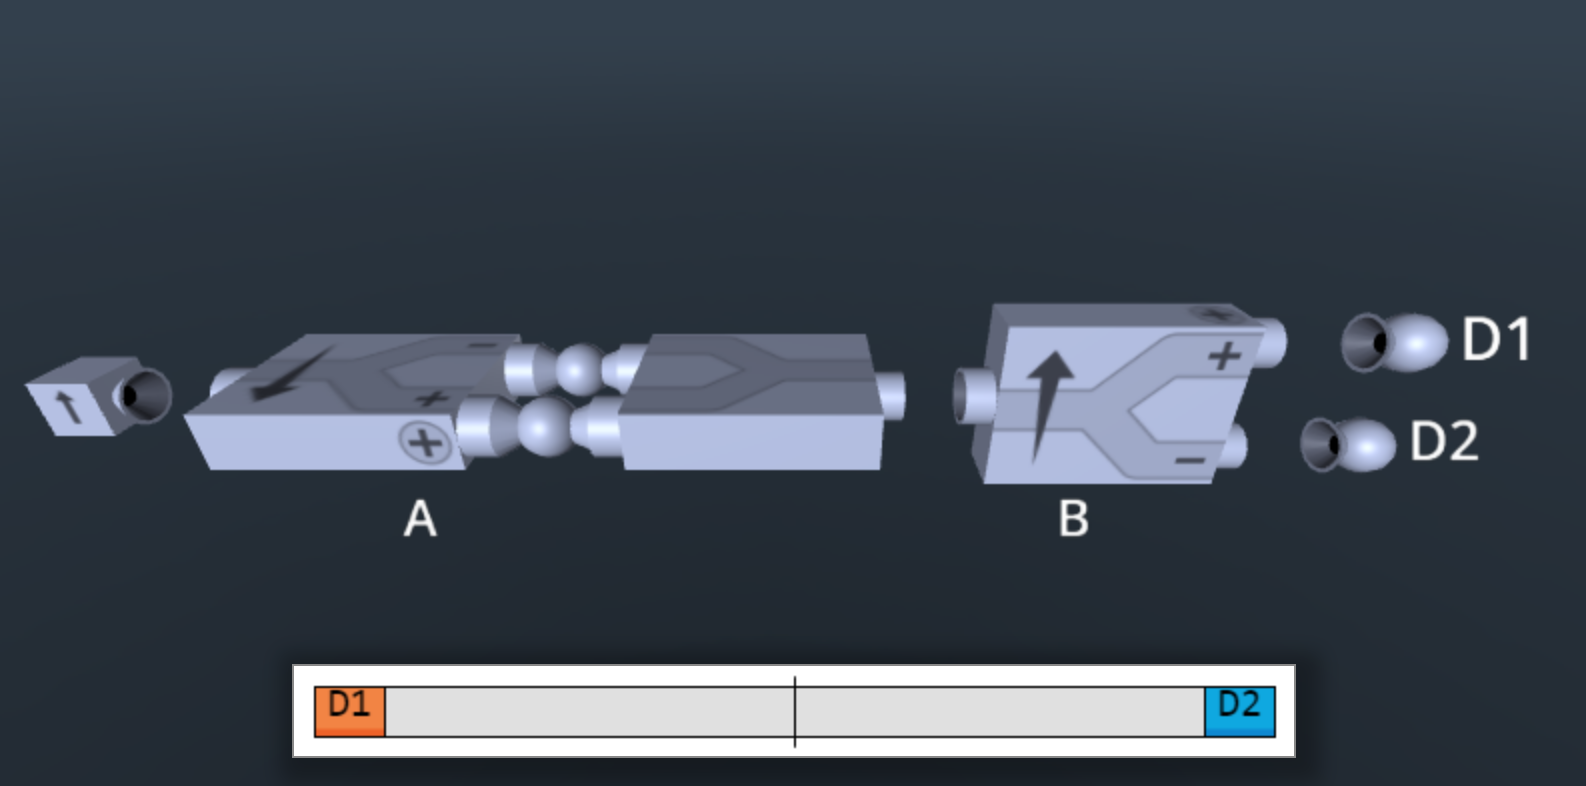 D1
D2
- +
+
+
+
-
A
B
D1
D2